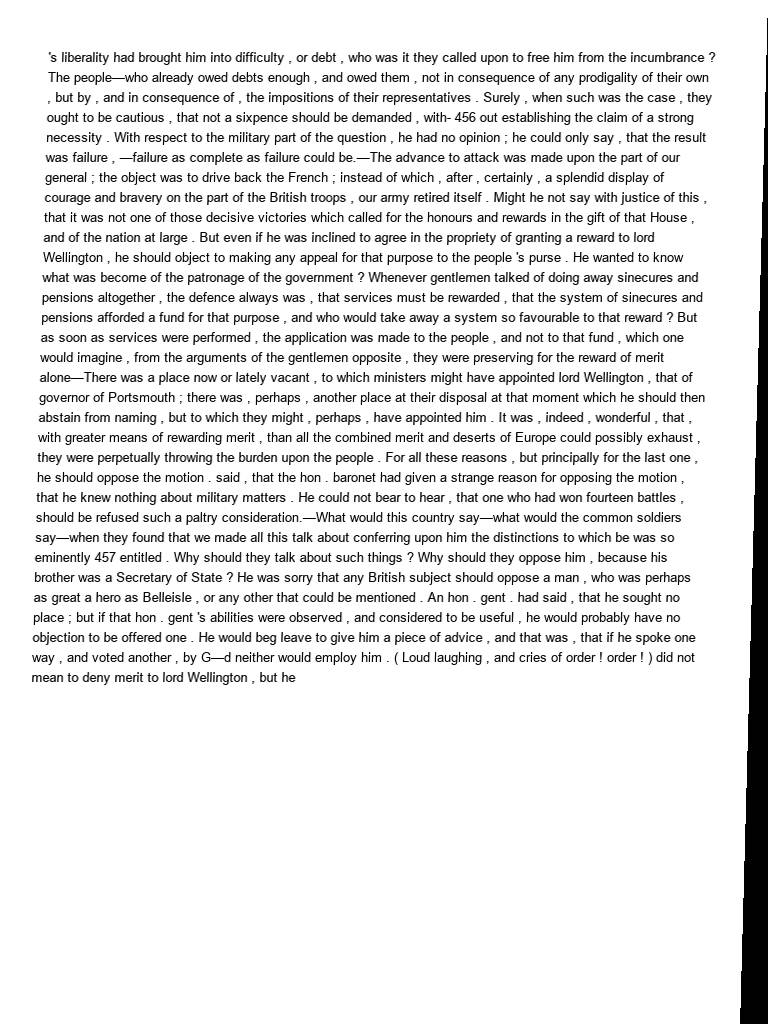 's liberality had brought him into difficulty , or debt , who was it they called upon to free him from the incumbrance ?
The people—who already owed debts enough , and owed them , not in consequence of any prodigality of their own
, but by , and in consequence of , the impositions of their representatives . Surely , when such was the case , they
ought to be cautious , that not a sixpence should be demanded , with- 456 out establishing the claim of a strong
necessity . With respect to the military part of the question , he had no opinion ; he could only say , that the result
was failure , —failure as complete as failure could be.—The advance to attack was made upon the part of our
general ; the object was to drive back the French ; instead of which , after , certainly , a splendid display of
courage and bravery on the part of the British troops , our army retired itself . Might he not say with justice of this ,
that it was not one of those decisive victories which called for the honours and rewards in the gift of that House ,
and of the nation at large . But even if he was inclined to agree in the propriety of granting a reward to lord
Wellington , he should object to making any appeal for that purpose to the people 's purse . He wanted to know
what was become of the patronage of the government ? Whenever gentlemen talked of doing away sinecures and
pensions altogether , the defence always was , that services must be rewarded , that the system of sinecures and
pensions afforded a fund for that purpose , and who would take away a system so favourable to that reward ? But
as soon as services were performed , the application was made to the people , and not to that fund , which one
would imagine , from the arguments of the gentlemen opposite , they were preserving for the reward of merit
alone—There was a place now or lately vacant , to which ministers might have appointed lord Wellington , that of
governor of Portsmouth ; there was , perhaps , another place at their disposal at that moment which he should then
abstain from naming , but to which they might , perhaps , have appointed him . It was , indeed , wonderful , that ,
with greater means of rewarding merit , than all the combined merit and deserts of Europe could possibly exhaust ,
they were perpetually throwing the burden upon the people . For all these reasons , but principally for the last one ,
he should oppose the motion . said , that the hon . baronet had given a strange reason for opposing the motion ,
that he knew nothing about military matters . He could not bear to hear , that one who had won fourteen battles ,
should be refused such a paltry consideration.—What would this country say—what would the common soldiers
say—when they found that we made all this talk about conferring upon him the distinctions to which be was so
eminently 457 entitled . Why should they talk about such things ? Why should they oppose him , because his
brother was a Secretary of State ? He was sorry that any British subject should oppose a man , who was perhaps
as great a hero as Belleisle , or any other that could be mentioned . An hon . gent . had said , that he sought no
place ; but if that hon . gent 's abilities were observed , and considered to be useful , he would probably have no
objection to be offered one . He would beg leave to give him a piece of advice , and that was , that if he spoke one
way , and voted another , by G—d neither would employ him . ( Loud laughing , and cries of order ! order ! ) did not
mean to deny merit to lord Wellington , but he